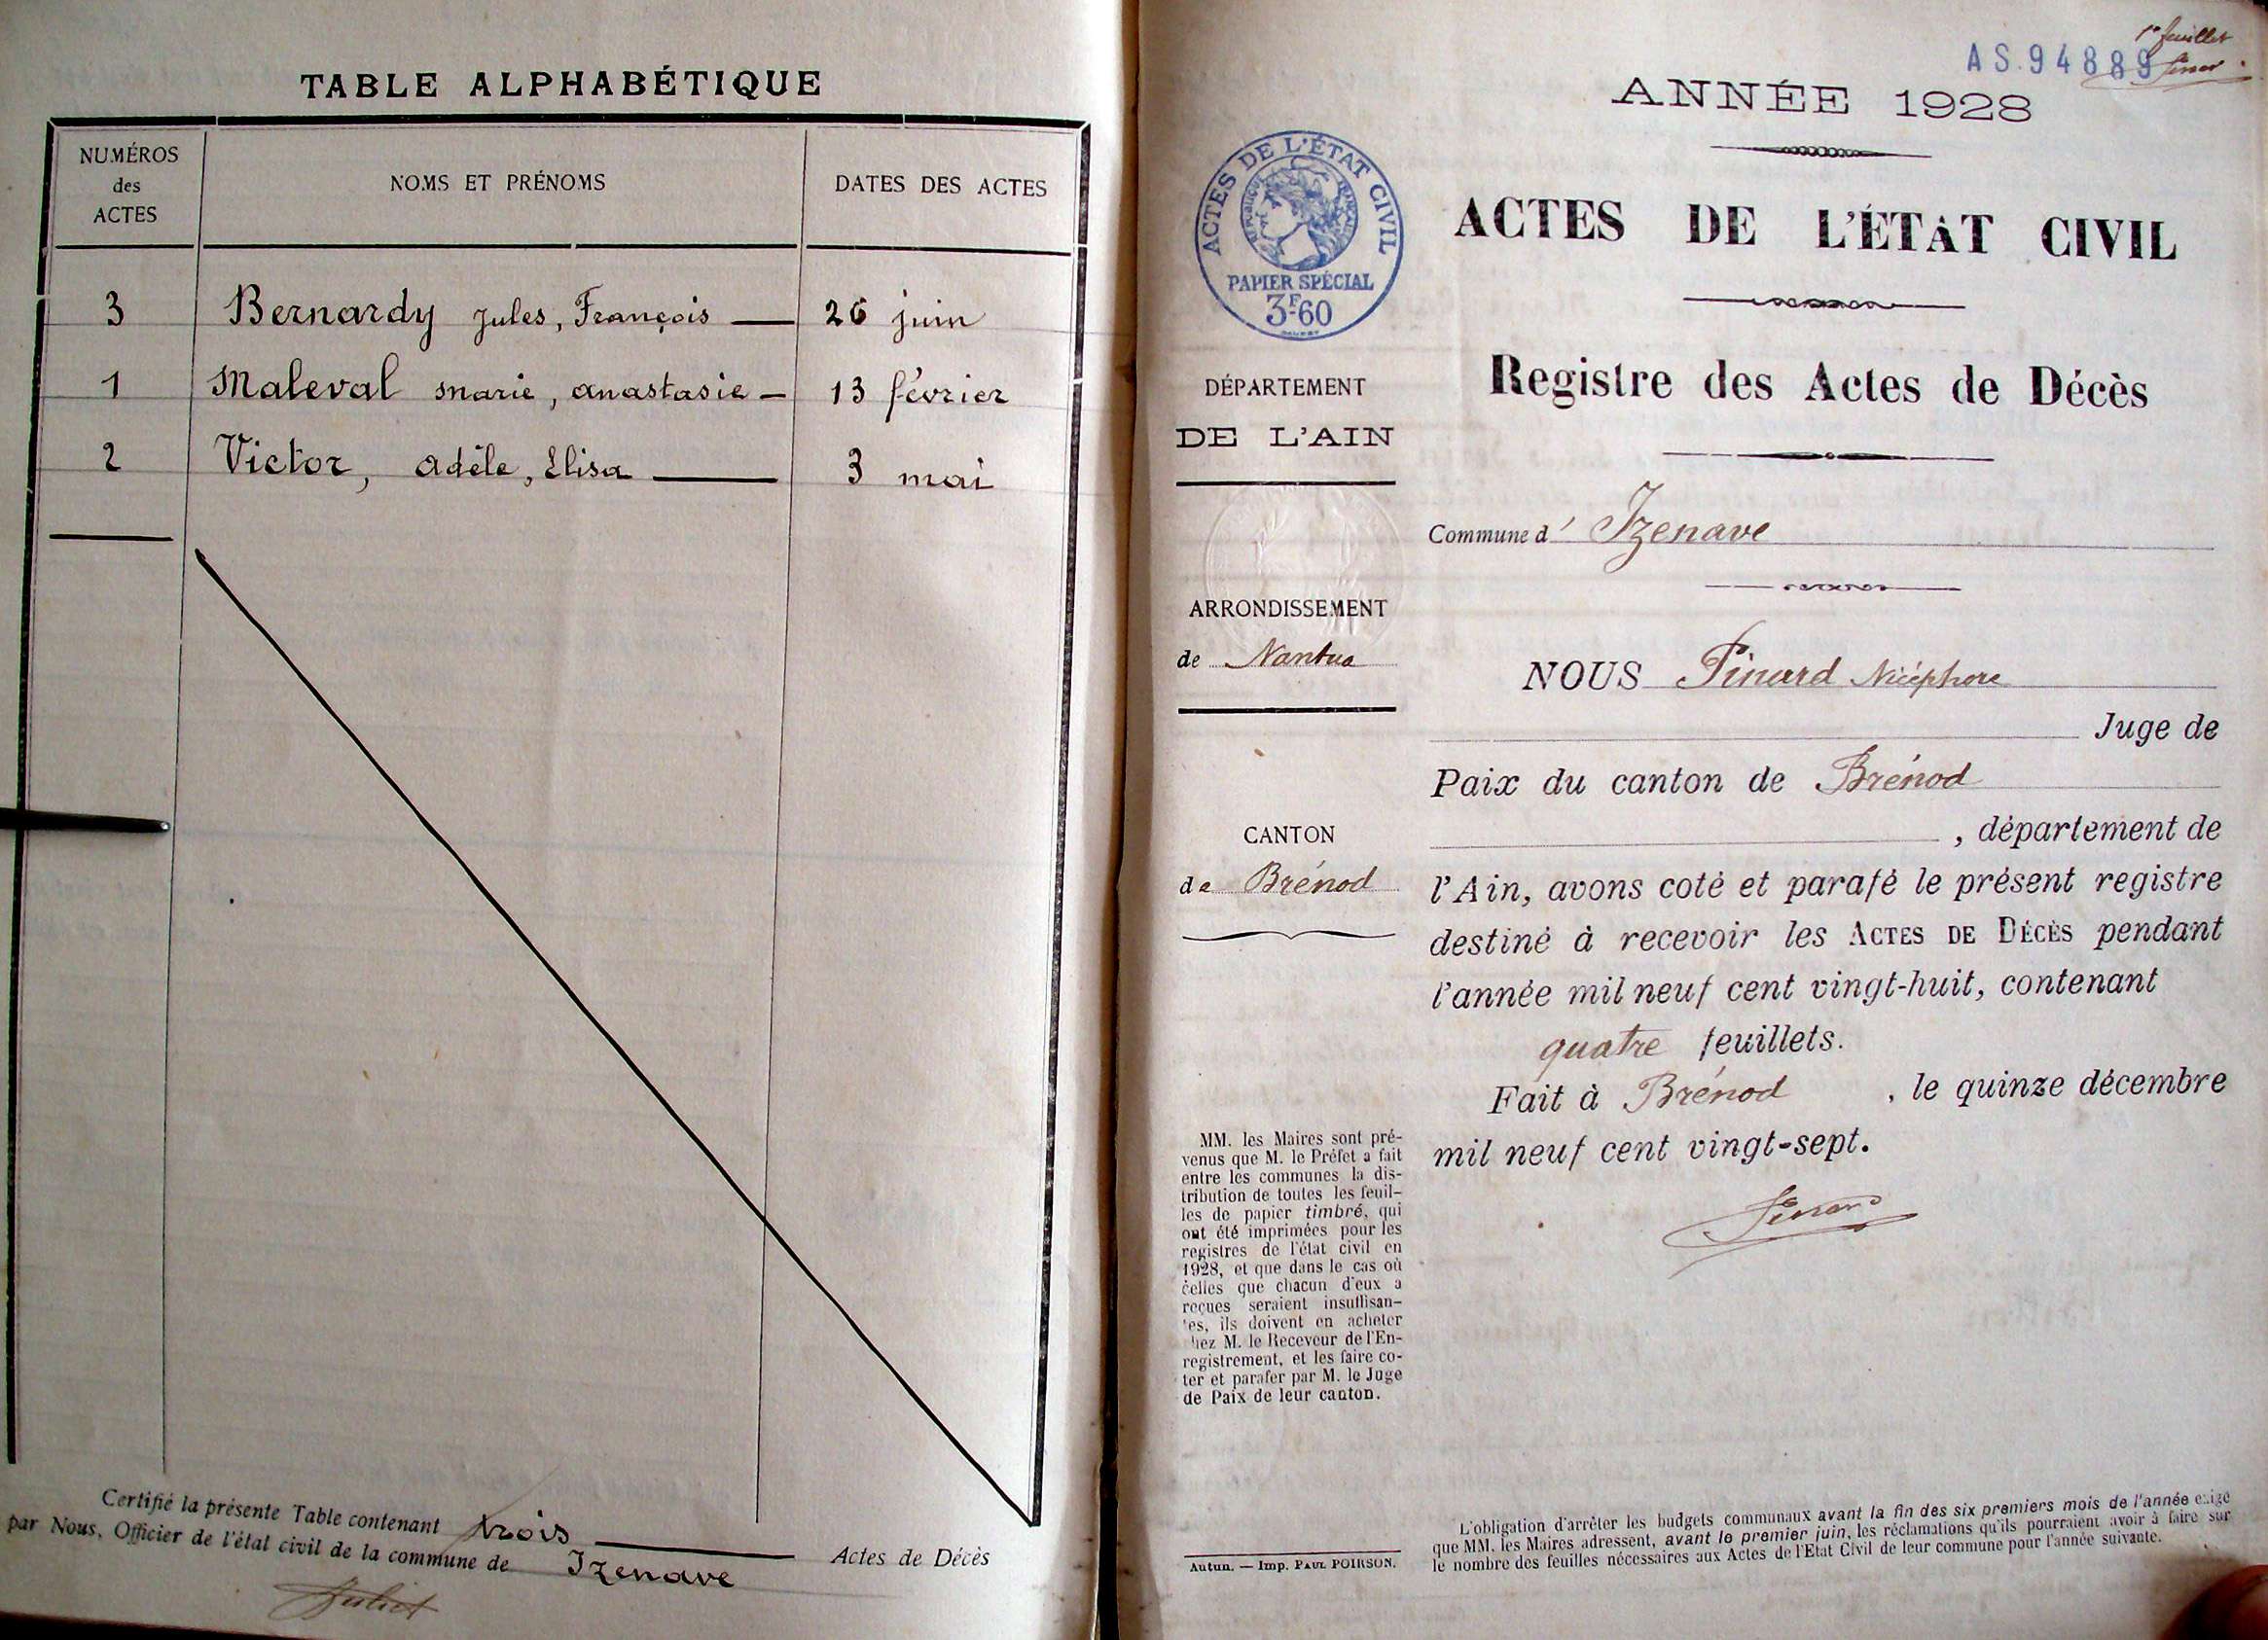 TABLE ALPHABÉTIQUE
NUMÉROS
des
ACTES
NOMS ET PRÉNOMS
DATES DES ACTES
3 Bernardy Jules, François 26 juin
1 Maleval Marie, Anastasie 13 février
2 Victor, Adèle, Elisa 3 mai
Certifié la présente Table contenant trois Actes de Décès
par Nous, Officier de l'état civil de la commune de Izenave
1er feuillet
AS.94889
ANNÉE 1928
ACTES DE L'ÉTAT CIVIL
RÉPUBLIQUE FRANÇAISE
PAPIER SPÉCIAL
3F60
ACTES DE L'ÉTAT CIVIL
Registre des Actes de Décès
DÉPARTEMENT
DE L'AIN
Commune d' Izenave
ARRONDISSEMENT
de Nantua
NOUS Pinard Nicéphore
Juge de
Paix du canton de Brénod
, département de
CANTON
de Brénod
l'Ain, avons coté et parafé le présent registre
destiné à recevoir les ACTES DE DÉCÈS pendant
l'année mil neuf cent vingt-huit, contenant
quatre feuillets.
Fait à Brénod , le quinze décembre
mil neuf cent vingt-sept.
Pinard
MM. les Maires sont pré-
venus que M. le Préfet a fait
entre les communes la dis-
tribution de toutes les feuil-
les de papier timbré, qui
ont été imprimées pour les
registres de l'état civil en
1928, et que dans le cas où
celles que chacun d'eux a
reçues seraient insuffisan-
tes, ils doivent en acheter
chez M. le Receveur de l'En-
registrement, et les faire co-
ter et parafer par M. le Juge
de Paix de leur canton.
Autun. — Imp. PAUL POIRSON.
L'obligation d'arrêter les budgets communaux avant la fin des six premiers mois de l'année exige
que MM. les Maires adressent, avant le premier juin, les réclamations qu'ils pourraient avoir à faire sur
le nombre des feuilles nécessaires aux Actes de l'Etat Civil de leur commune pour l'année suivante.